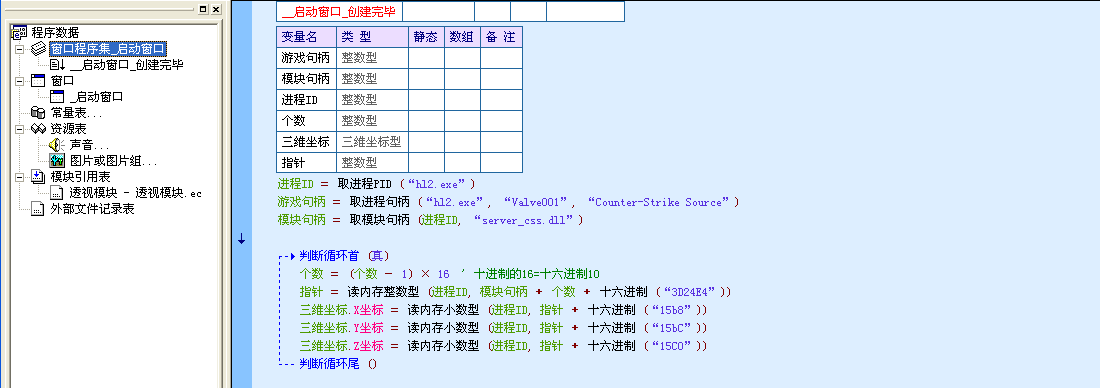 程序数据
窗口程序集_启动窗口
__启动窗口_创建完毕
窗口
_启动窗口
常量表...
资源表
声音...
图片或图片组...
模块引用表
透视模块 - 透视模块.ec
外部文件记录表
__启动窗口_创建完毕
变量名 类 型 静态 数组 备 注
游戏句柄 整数型
模块句柄 整数型
进程ID 整数型
个数 整数型
三维坐标 三维坐标型
指针 整数型
进程ID = 取进程PID (“hl2.exe”)
游戏句柄 = 取进程句柄 (“hl2.exe”, “Valve001”, “Counter-Strike Source”)
模块句柄 = 取模块句柄 (进程ID, “server_css.dll”)
判断循环首 (真)
个数 = (个数 - 1) × 16 ' 十进制的16=十六进制10
指针 = 读内存整数型 (进程ID, 模块句柄 + 个数 + 十六进制 (“3D24E4”))
三维坐标.X坐标 = 读内存小数型 (进程ID, 指针 + 十六进制 (“15b8”))
三维坐标.Y坐标 = 读内存小数型 (进程ID, 指针 + 十六进制 (“15bC”))
三维坐标.Z坐标 = 读内存小数型 (进程ID, 指针 + 十六进制 (“15C0”))
判断循环尾 ()